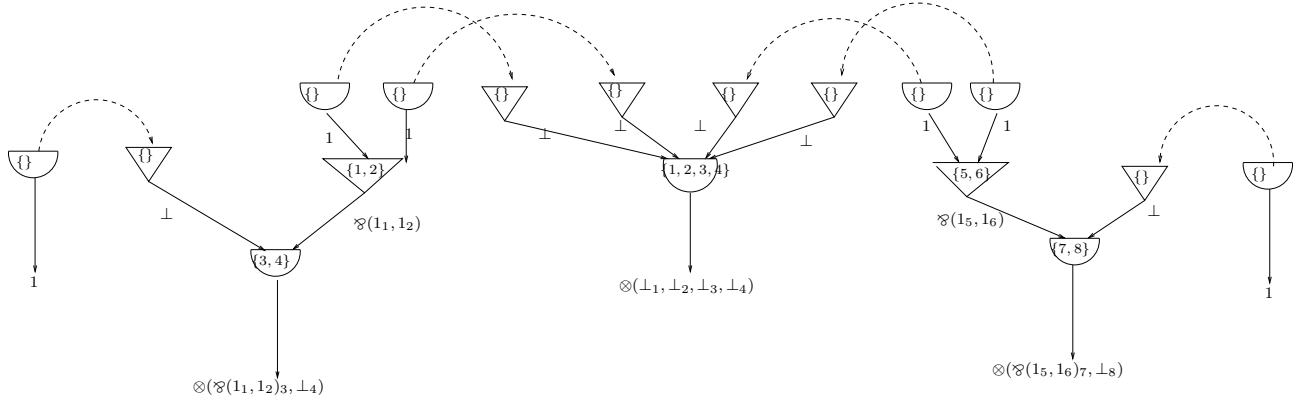 {} {} {} {} {} {} {} {}
{} {} {} {}
1 1 ⊥ ⊥ ⊥ ⊥ 1 1
{1, 2} {1, 2, 3, 4} {5, 6}
⊥ ⅋(1₁, 1₂) ⅋(1₅, 1₆) ⊥
{3, 4} {7, 8}
1 ⊗(⊥₁, ⊥₂, ⊥₃, ⊥₄) 1
⊗(⅋(1₁, 1₂)₃, ⊥₄) ⊗(⅋(1₅, 1₆)₇, ⊥₈)